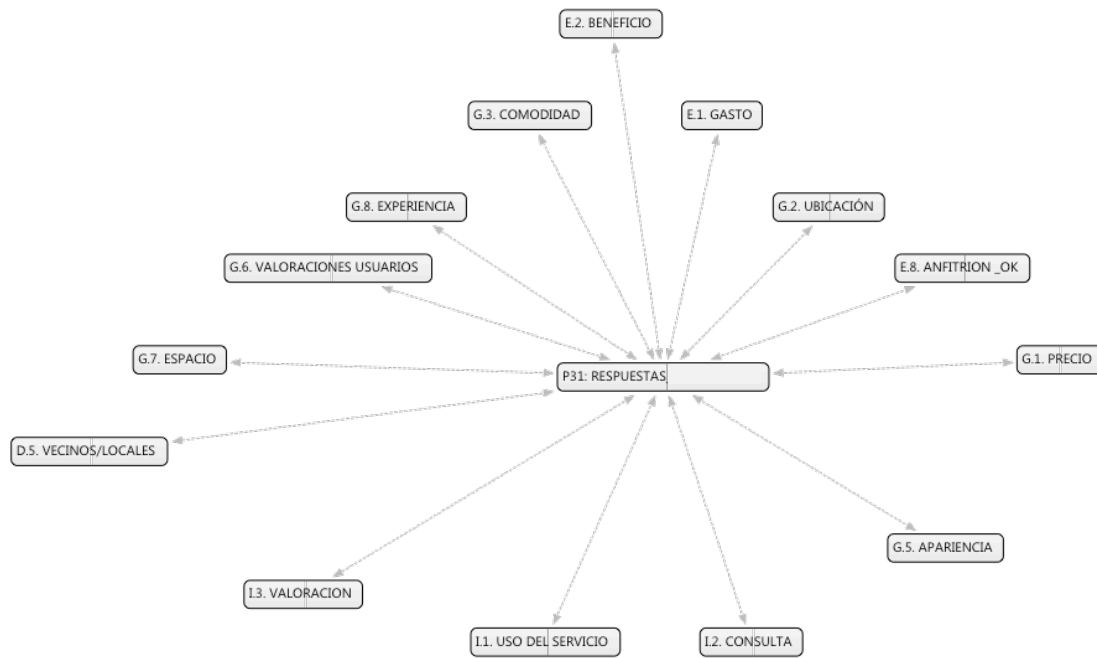 E.2. BENEFICIO
G.3. COMODIDAD
E.1. GASTO
G.8. EXPERIENCIA
G.2. UBICACIÓN
G.6. VALORACIONES USUARIOS
E.8. ANFITRION _OK
G.7. ESPACIO
P31: RESPUESTAS_
G.1. PRECIO
D.5. VECINOS/LOCALES
G.5. APARIENCIA
I.3. VALORACION
I.1. USO DEL SERVICIO
I.2. CONSULTA